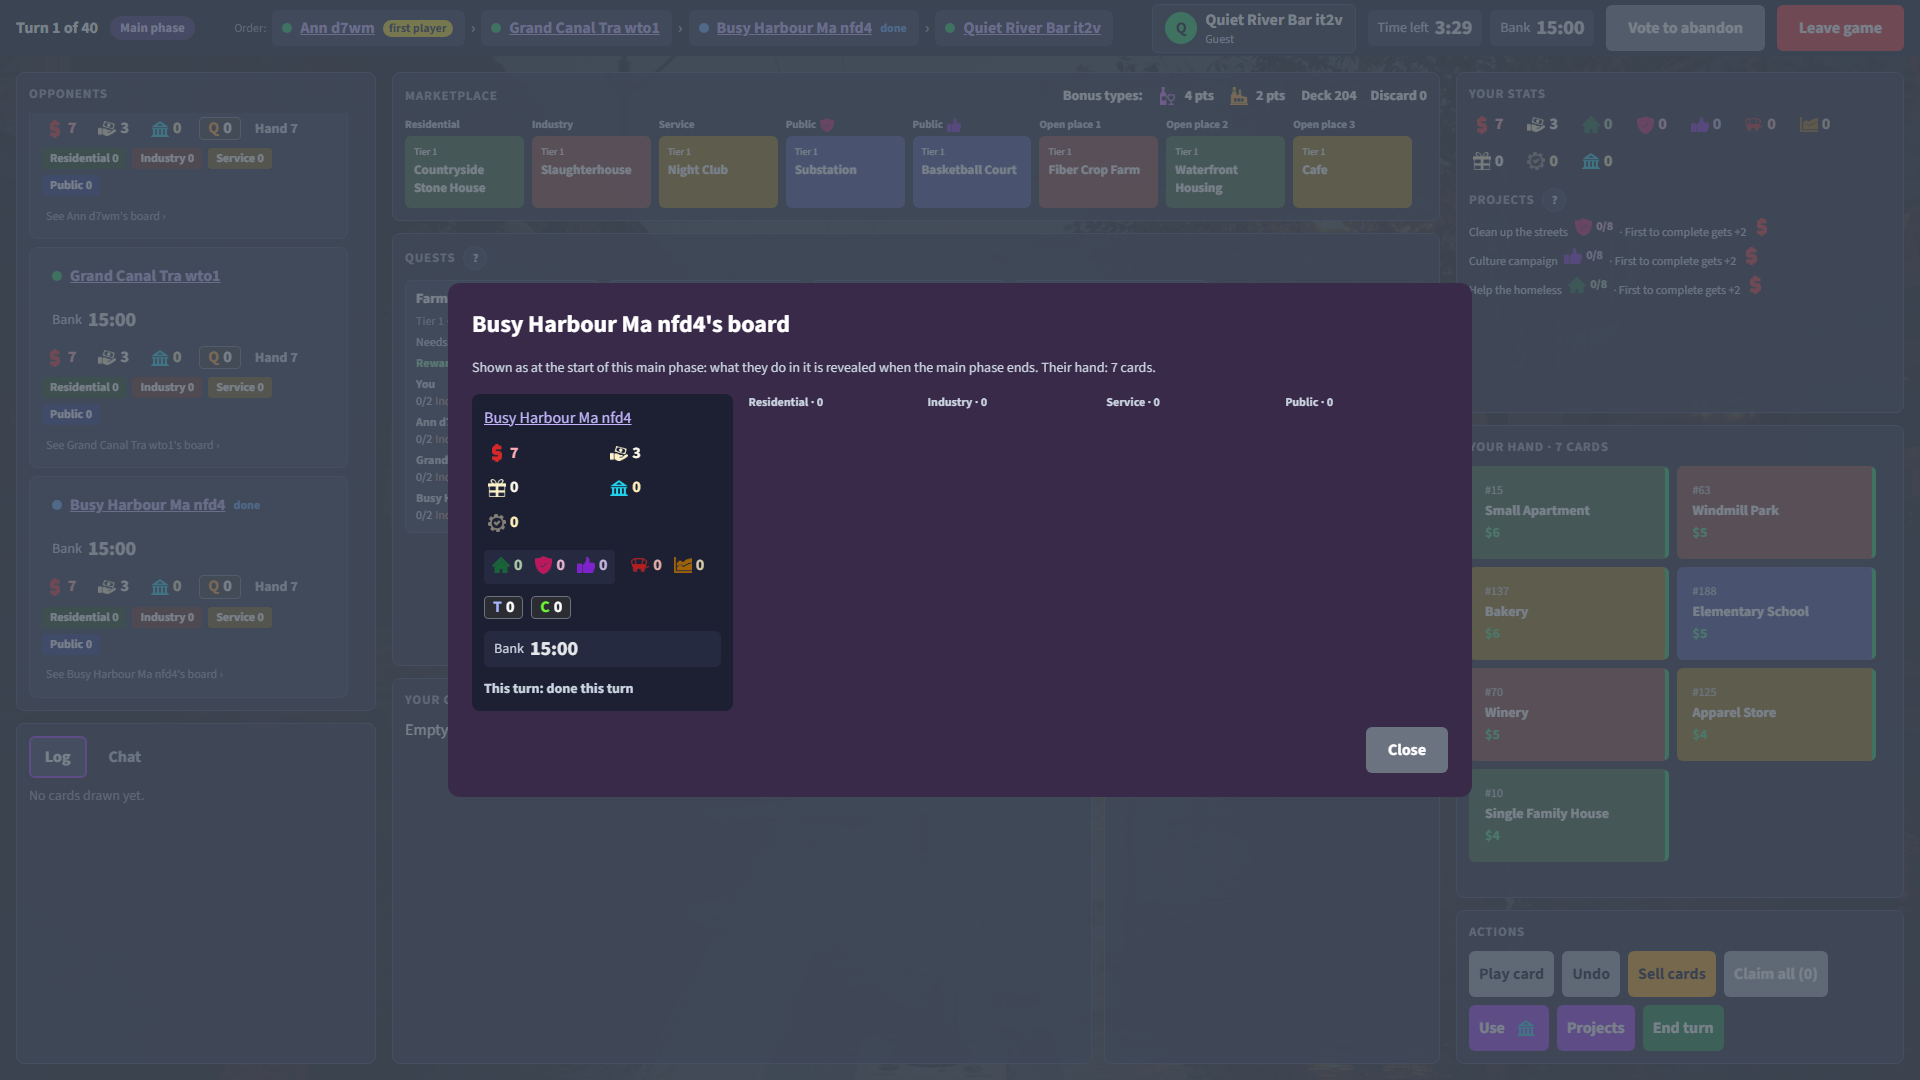 Turn 1 of 40
Main phase
Order:
Ann d7wm first player › Grand Canal Tra wto1 › Busy Harbour Ma nfd4 done › Quiet River Bar it2v
Q
Quiet River Bar it2v
Guest
Time left 3:29
Bank 15:00
Vote to abandon
Leave game
OPPONENTS
$ 7 3 0 Q 0 Hand 7
Residential 0 Industry 0 Service 0
Public 0
See Ann d7wm's board ›
Grand Canal Tra wto1
Bank 15:00
$ 7 3 0 Q 0 Hand 7
Residential 0 Industry 0 Service 0
Public 0
See Grand Canal Tra wto1's board ›
Busy Harbour Ma nfd4 done
Bank 15:00
$ 7 3 0 Q 0 Hand 7
Residential 0 Industry 0 Service 0
Public 0
See Busy Harbour Ma nfd4's board ›
Log Chat
No cards drawn yet.
MARKETPLACE
Bonus types: 4 pts 2 pts Deck 204 Discard 0
Residential
Tier 1
Countryside
Stone House
Industry
Tier 1
Slaughterhouse
Service
Tier 1
Night Club
Public
Tier 1
Substation
Public
Tier 1
Basketball Court
Open place 1
Tier 1
Fiber Crop Farm
Open place 2
Tier 1
Waterfront
Housing
Open place 3
Tier 1
Cafe
QUESTS ?
Farm
Tier 1
Needs
You
0/2
Ann
0/2
Grand
0/2
Busy
0/2
YOUR
Empty
Busy Harbour Ma nfd4's board
Shown as at the start of this main phase: what they do in it is revealed when the main phase ends. Their hand: 7 cards.
Busy Harbour Ma nfd4
$ 7 3
0 0
0
0 0 0 0 0
T 0 C 0
Bank 15:00
This turn: done this turn
Residential · 0 Industry · 0 Service · 0 Public · 0
Close
YOUR STATS
$ 7 3 0 0 0 0 0
0 0 0
PROJECTS ?
Clean up the streets 0/8 · First to complete gets +2 $
Culture campaign 0/8 · First to complete gets +2 $
Help the homeless 0/8 · First to complete gets +2 $
YOUR HAND · 7 CARDS
#15
Small Apartment
$6
#63
Windmill Park
$5
#137
Bakery
$6
#188
Elementary School
$5
#70
Winery
$5
#125
Apparel Store
$4
#10
Single Family House
$4
ACTIONS
Play card Undo Sell cards Claim all (0)
Use Projects End turn